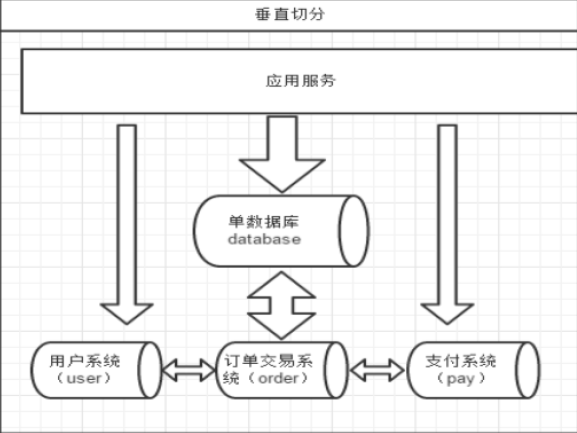 垂直切分
应用服务
单数据库
database
用户系统
（user）
订单交易系
统（order）
支付系统
（pay）